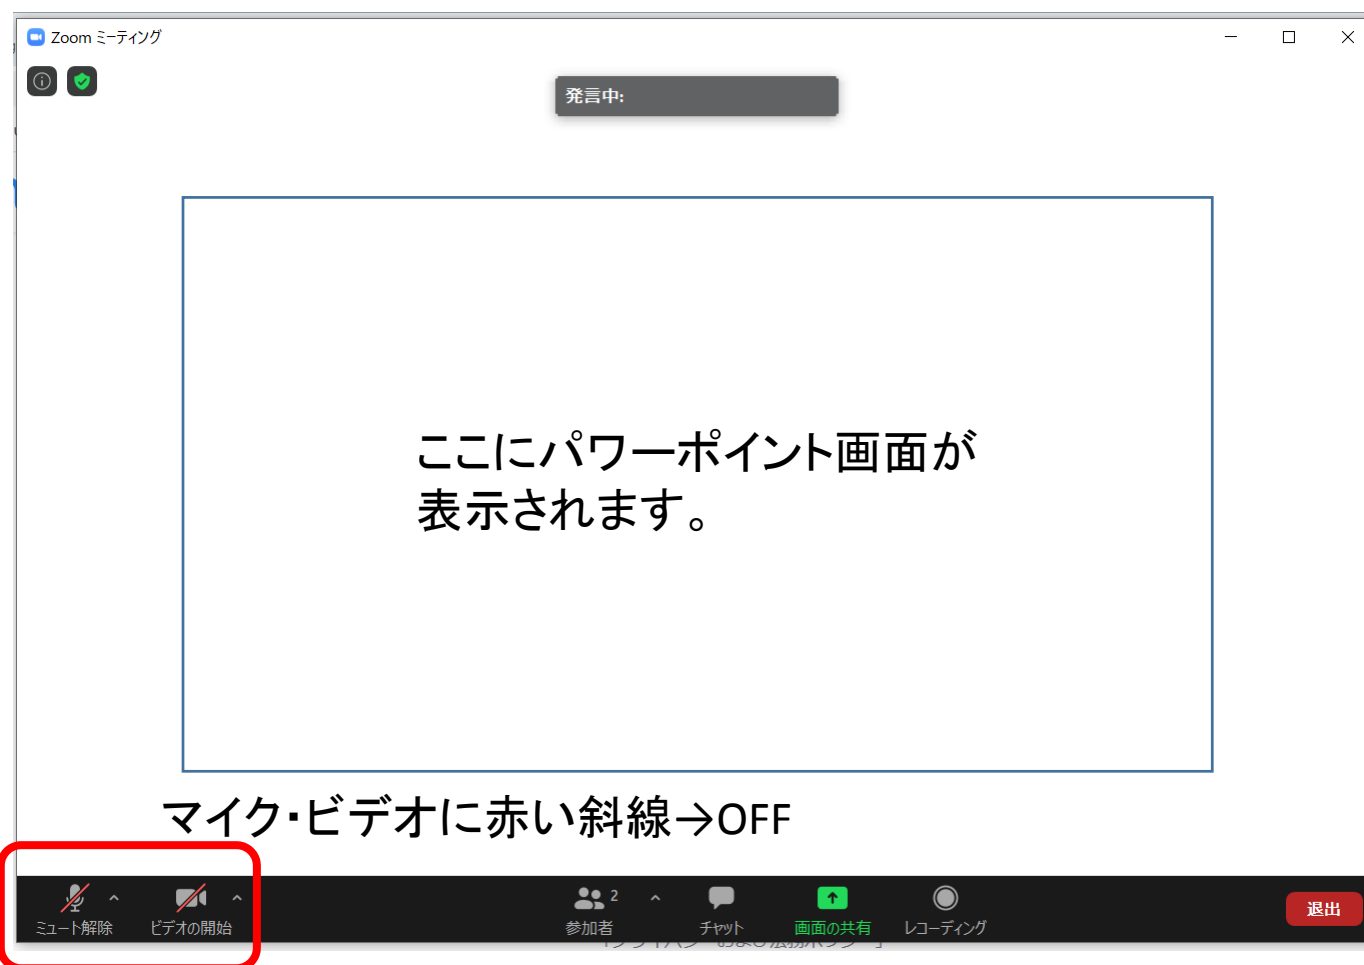 Zoom ミーティング
発言中:
ここにパワーポイント画面が
表示されます。
マイク・ビデオに赤い斜線→OFF
2
ミュート解除 ビデオの開始 参加者 チャット 画面の共有 レコーディング 退出